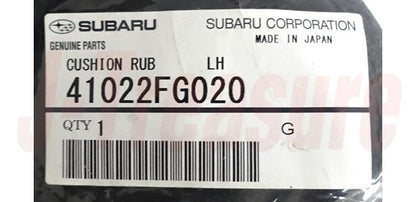 SUBARU
SUBARU CORPORATION
GENUINE PARTS
MADE IN JAPAN
CUSHION RUB LH
41022FG020
QTY 1
G